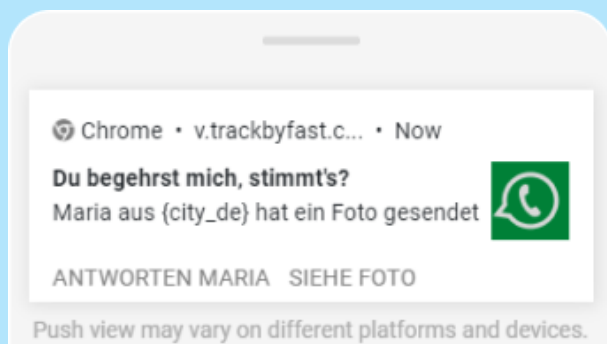 Chrome • v.trackbyfast.c... • Now
Du begehrst mich, stimmt's?
Maria aus {city_de} hat ein Foto gesendet
ANTWORTEN MARIA SIEHE FOTO
Push view may vary on different platforms and devices.